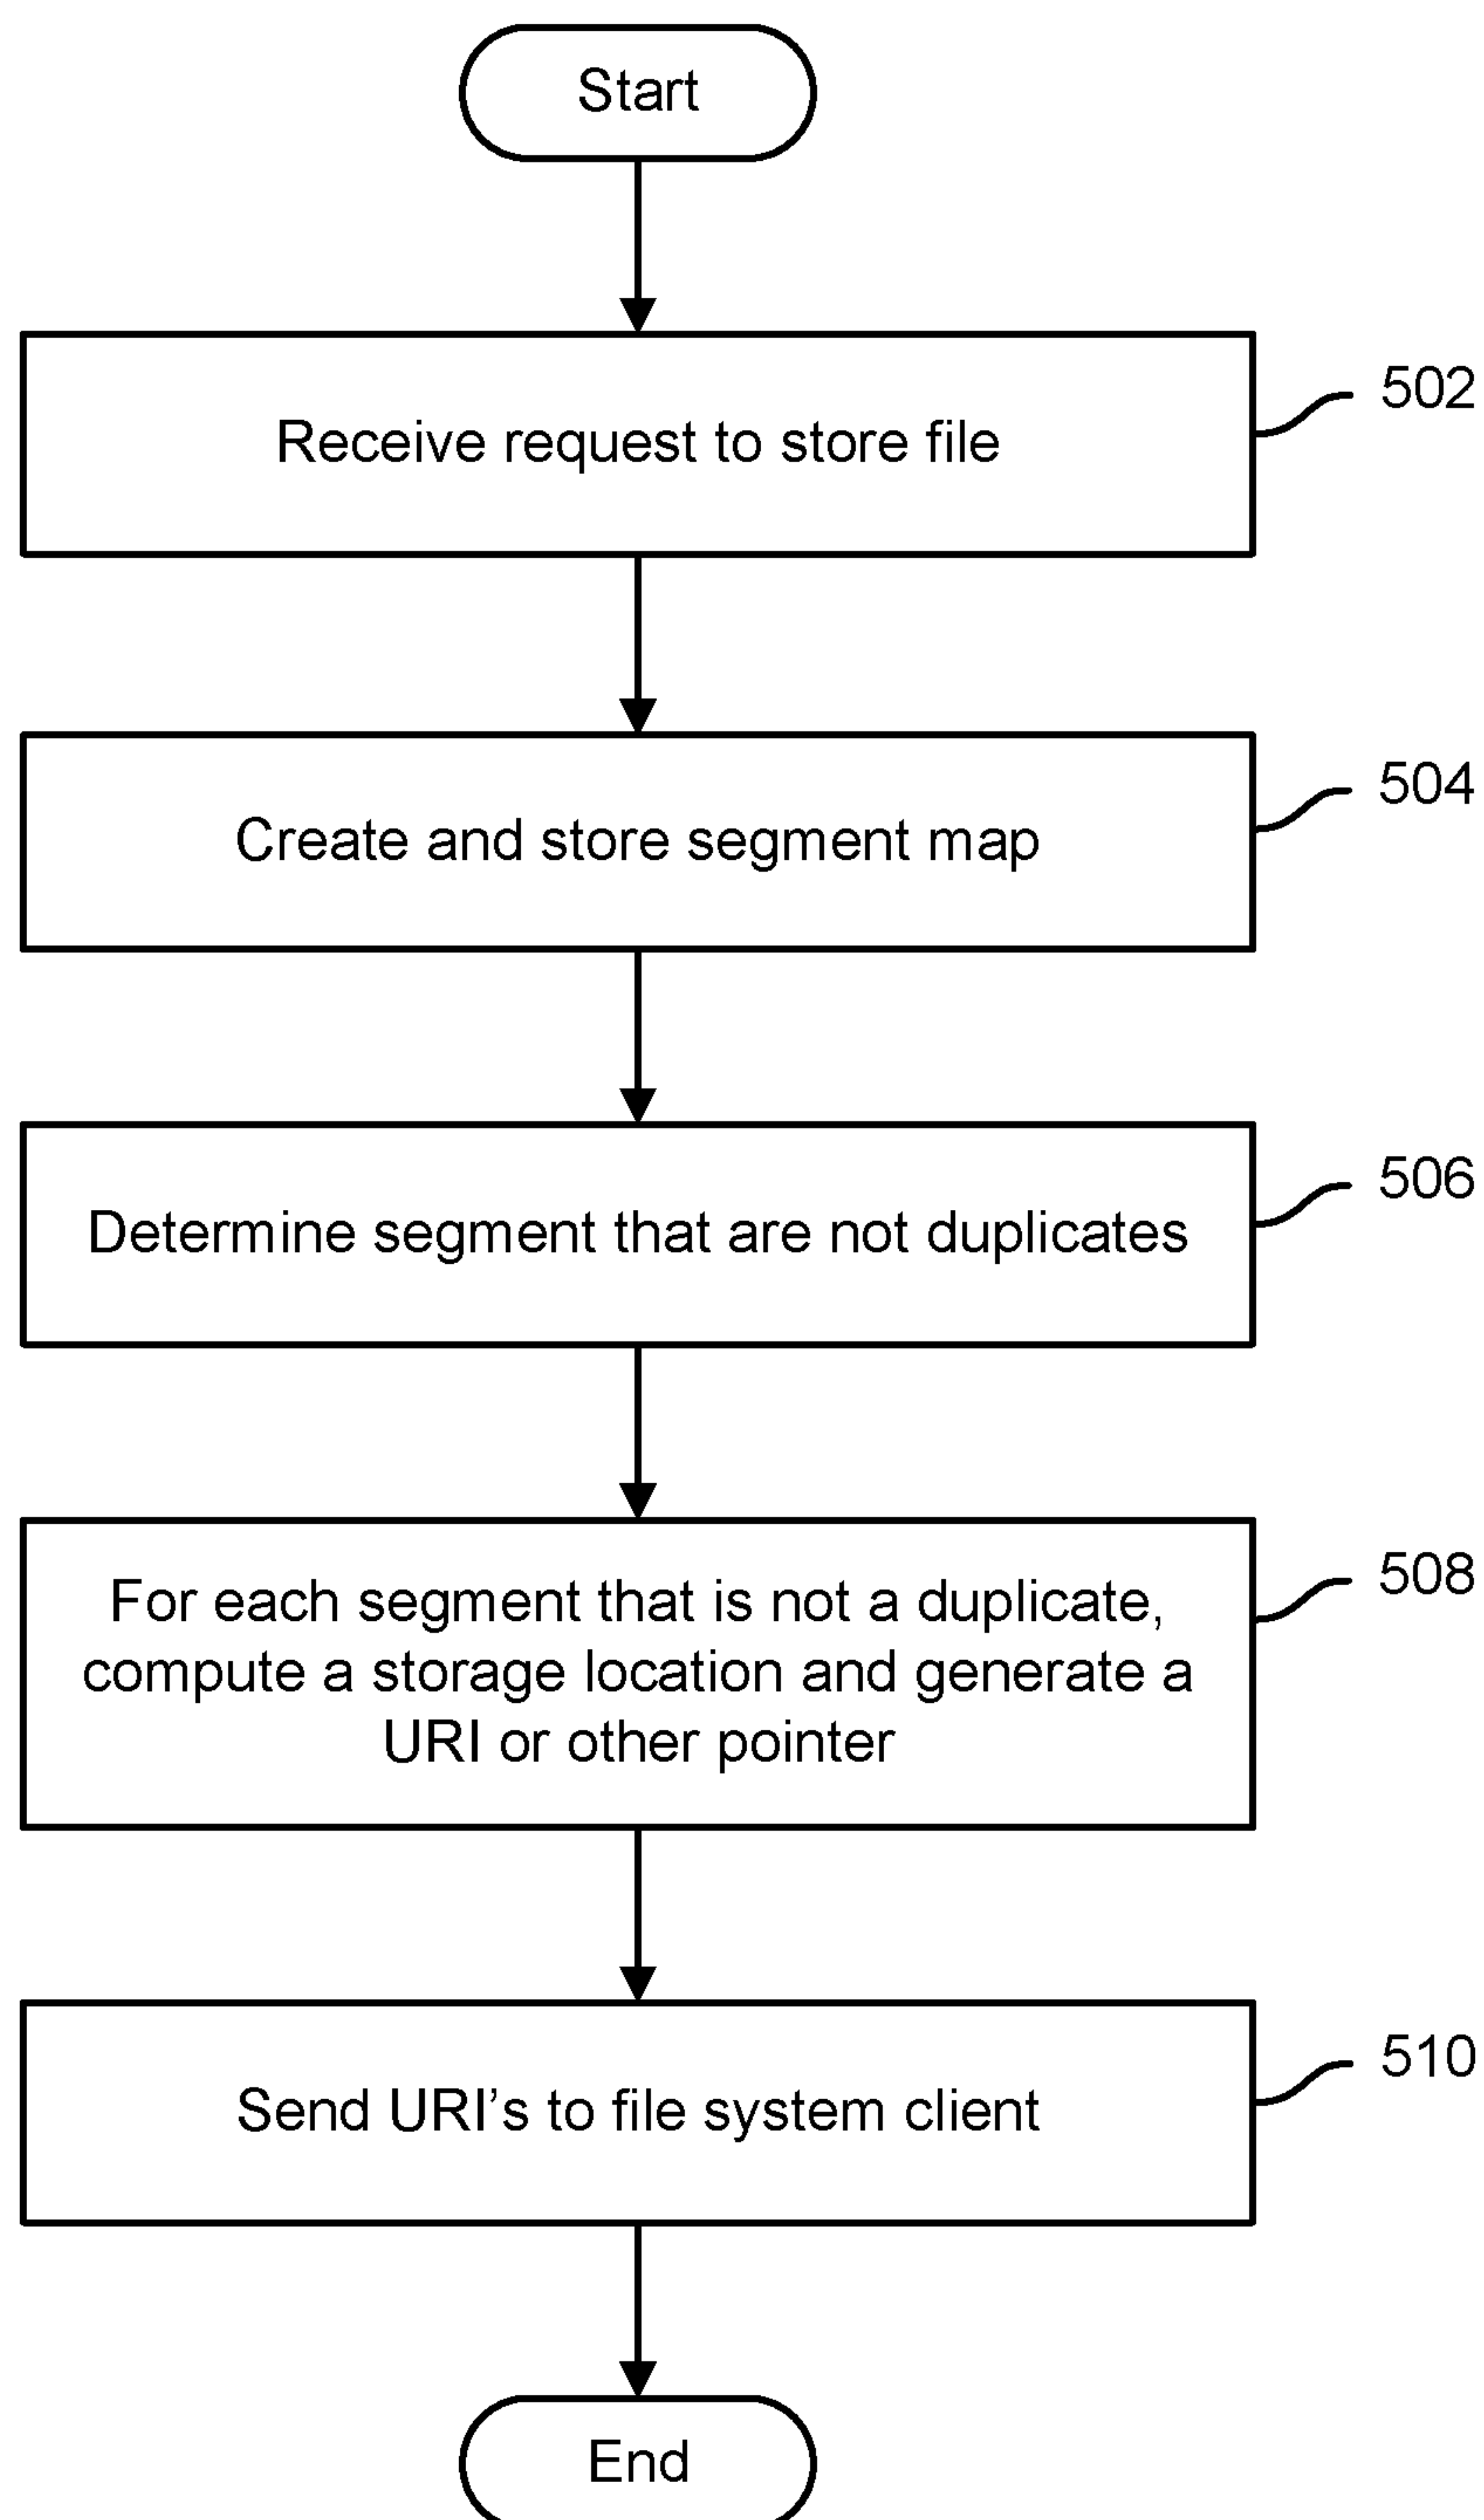 Start
Receive request to store file
502
Create and store segment map
504
Determine segment that are not duplicates
506
For each segment that is not a duplicate,
compute a storage location and generate a
URI or other pointer
508
Send URI's to file system client
510
End